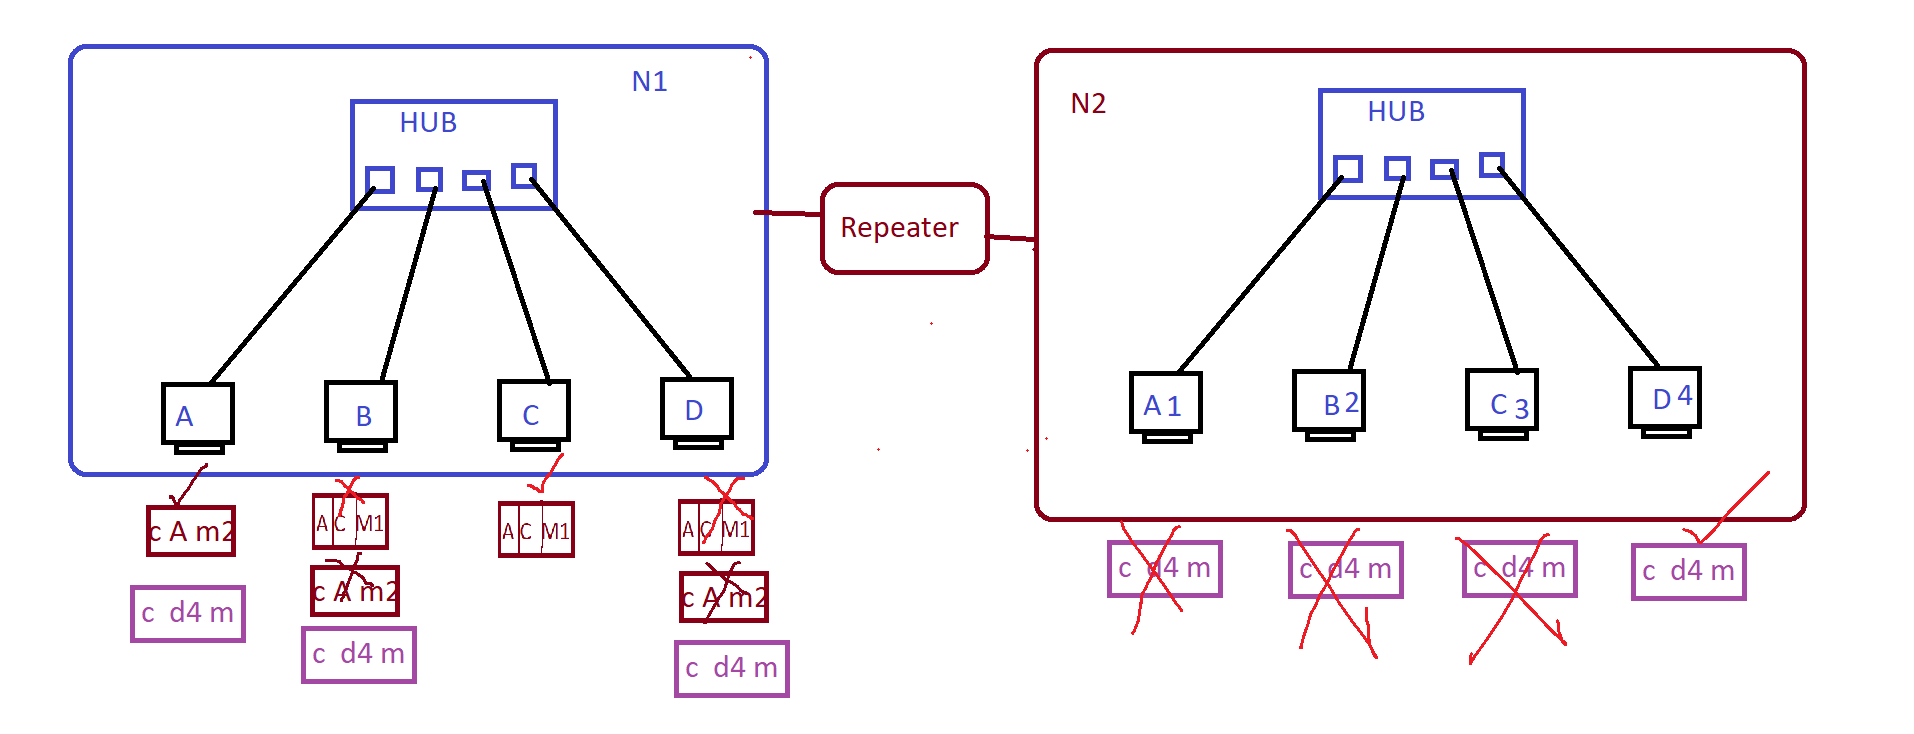 N1
HUB
N2
HUB
Repeater
A
B
C
D
A 1
B 2
C 3
D 4
c A m2
A C M1
A C M1
A C M1
c A m2
c A m2
c d4 m
c d4 m
c d4 m
c d4 m
c d4 m
c d4 m
c d4 m